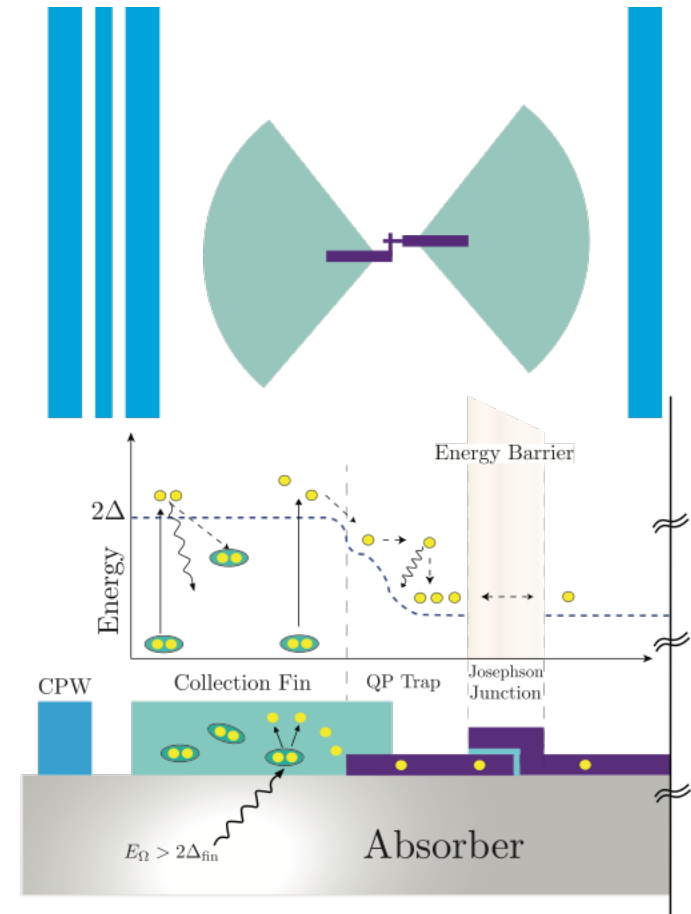 Energy Barrier
2Δ
Energy
CPW
Collection Fin
QP Trap
Josephson
Junction
E_Ω > 2Δ_fin
Absorber